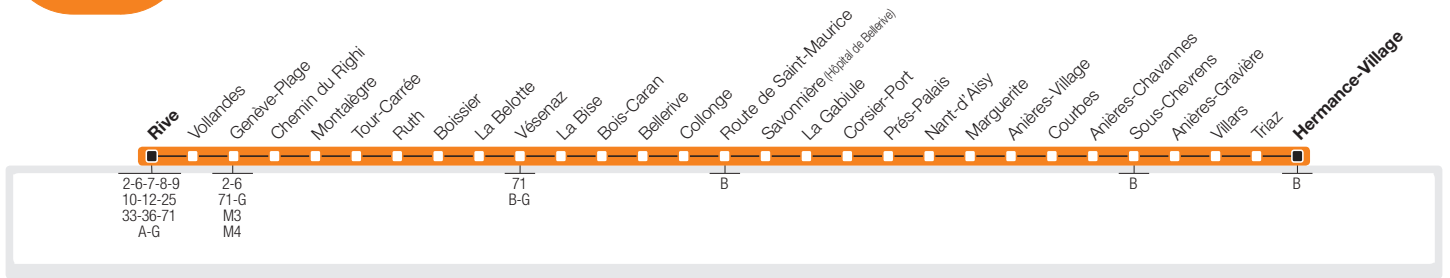 Rive
Vollandes
Genève-Plage
Chemin du Righi
Montalègre
Tour-Carrée
Ruth
Boissier
La Belotte
Vésenaz
La Bise
Bois-Caran
Bellerive
Collonge
Route de Saint-Maurice
Savonnière (Hôpital de Bellerive)
La Gabiule
Corsier-Port
Prés-Palais
Nant-d'Aisy
Marguerite
Anières-Village
Courbes
Anières-Chavannes
Sous-Chevrens
Anières-Gravière
Villars
Triaz
Hermance-Village
2-6-7-8-9
10-12-25
33-36-71
A-G
2-6
71-G
M3
M4
71
B-G
B
B
B